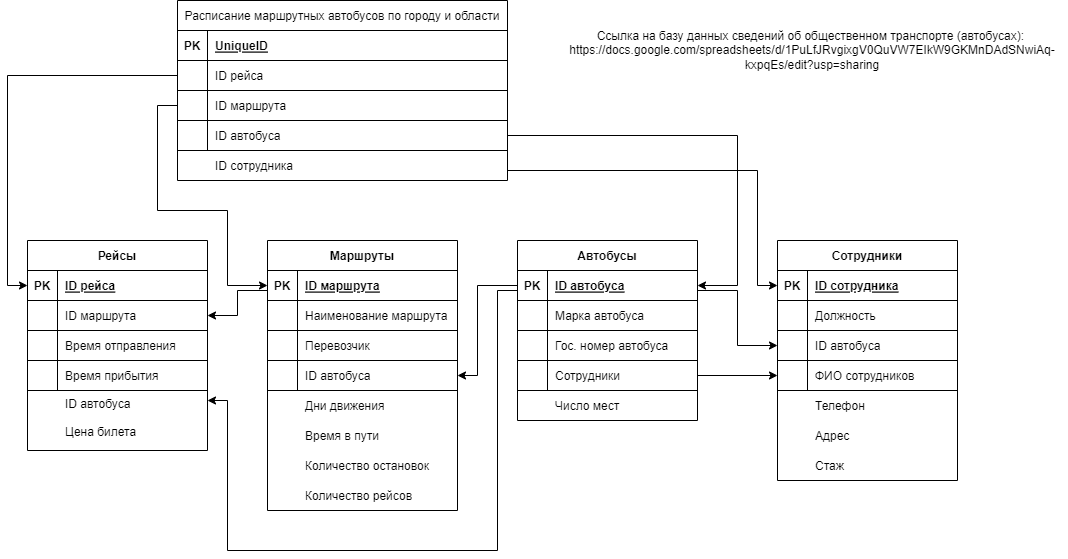 Расписание маршрутных автобусов по городу и области
PK UniqueID
ID рейса
ID маршрута
ID автобуса
ID сотрудника
Ссылка на базу данных сведений об общественном транспорте (автобусах):
https://docs.google.com/spreadsheets/d/1PuLfJRvgixgV0QuVW7EIkW9GKMnDAdSNwiAq-
kxpqEs/edit?usp=sharing
Рейсы
PK ID рейса
ID маршрута
Время отправления
Время прибытия
ID автобуса
Цена билета
Маршруты
PK ID маршрута
Наименование маршрута
Перевозчик
ID автобуса
Дни движения
Время в пути
Количество остановок
Количество рейсов
Автобусы
PK ID автобуса
Марка автобуса
Гос. номер автобуса
Сотрудники
Число мест
Сотрудники
PK ID сотрудника
Должность
ID автобуса
ФИО сотрудников
Телефон
Адрес
Стаж